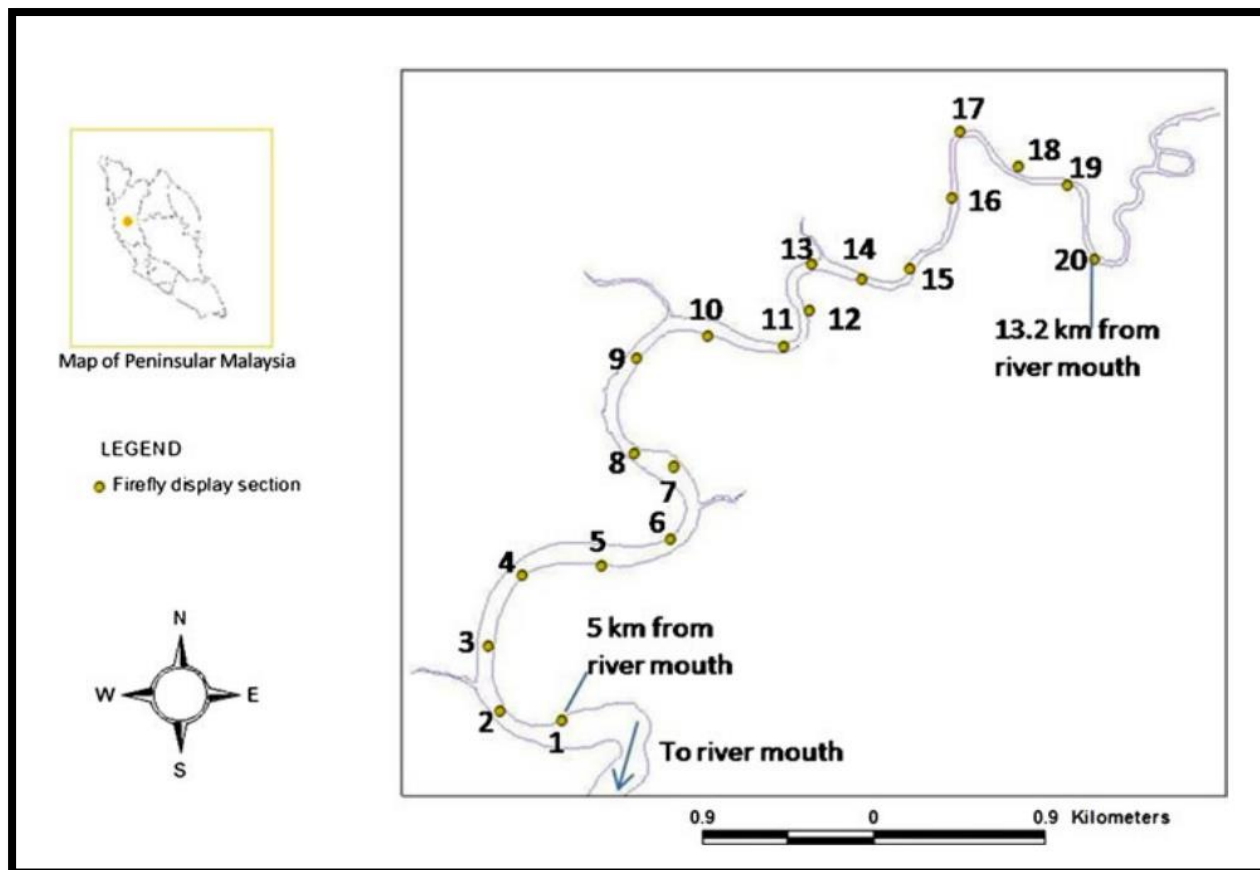 Map of Peninsular Malaysia
LEGEND
Firefly display section
N
W E
S
17
18
19
16
13 14
20
15
10
11 12
13.2 km from
river mouth
9
8
7
6
5
4
5 km from
river mouth
3
2
1
To river mouth
0.9 0 0.9 Kilometers